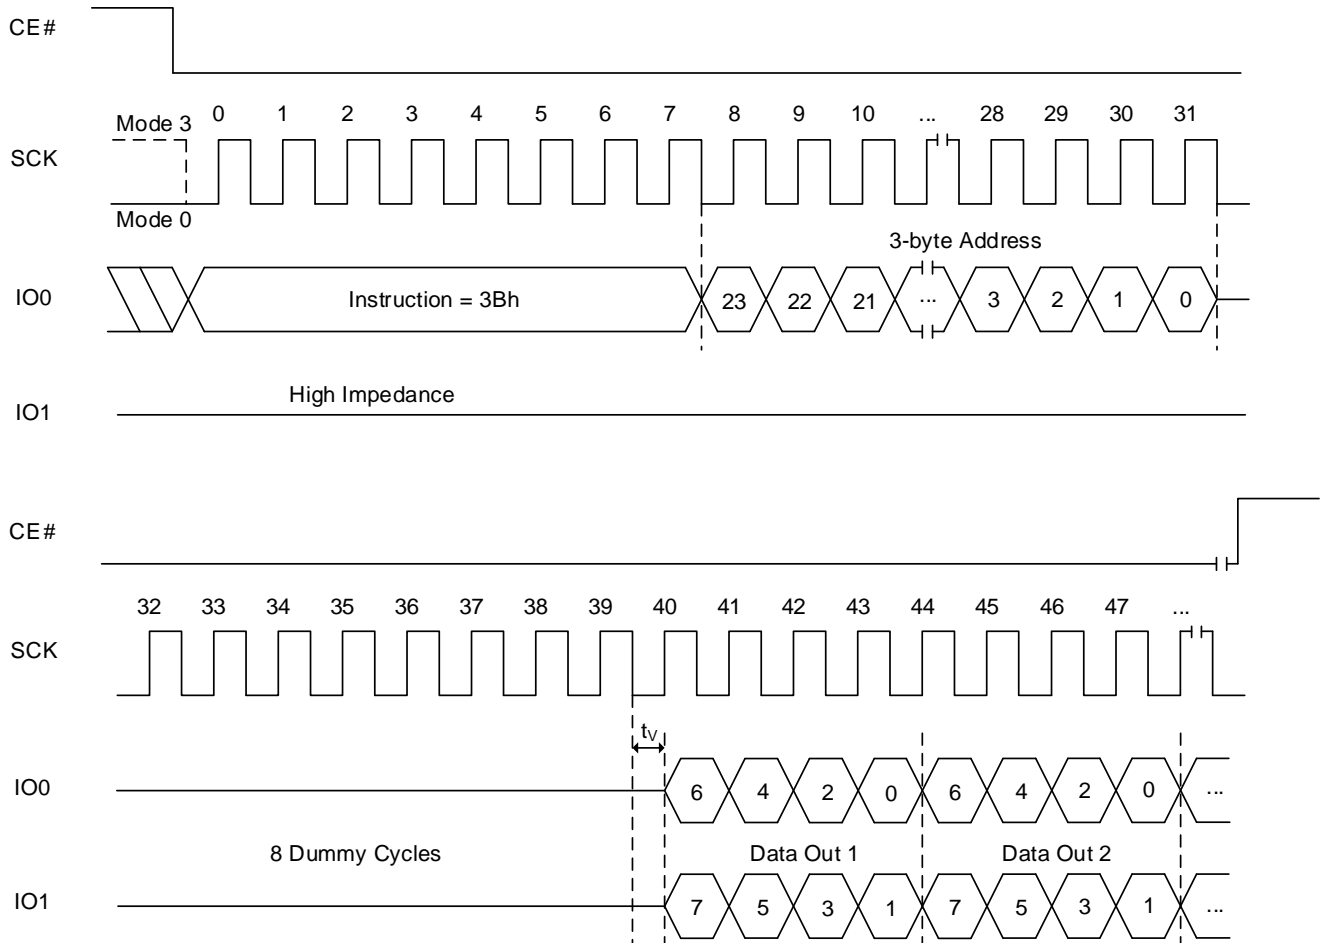 CE#
Mode 3
0 1 2 3 4 5 6 7 8 9 10 ... 28 29 30 31
SCK
Mode 0
3-byte Address
IO0
Instruction = 3Bh
23 22 21 ... 3 2 1 0
High Impedance
IO1
CE#
32 33 34 35 36 37 38 39 40 41 42 43 44 45 46 47 ...
SCK
tV
IO0
6 4 2 0 6 4 2 0 ...
8 Dummy Cycles
Data Out 1
Data Out 2
IO1
7 5 3 1 7 5 3 1 ...